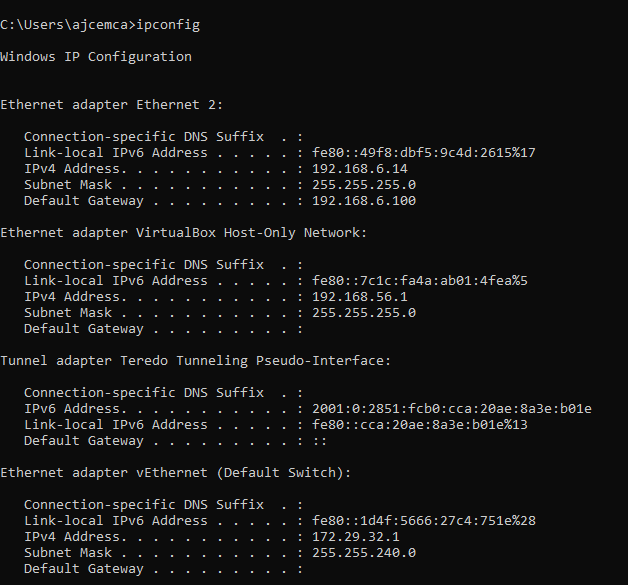 C:\Users\ajcemca>ipconfig
Windows IP Configuration
Ethernet adapter Ethernet 2:
Connection-specific DNS Suffix  . :
Link-local IPv6 Address . . . . . : fe80::49f8:dbf5:9c4d:2615%17
IPv4 Address. . . . . . . . . . . : 192.168.6.14
Subnet Mask . . . . . . . . . . . : 255.255.255.0
Default Gateway . . . . . . . . . : 192.168.6.100
Ethernet adapter VirtualBox Host-Only Network:
Connection-specific DNS Suffix  . :
Link-local IPv6 Address . . . . . : fe80::7c1c:fa4a:ab01:4fea%5
IPv4 Address. . . . . . . . . . . : 192.168.56.1
Subnet Mask . . . . . . . . . . . : 255.255.255.0
Default Gateway . . . . . . . . . :
Tunnel adapter Teredo Tunneling Pseudo-Interface:
Connection-specific DNS Suffix  . :
IPv6 Address. . . . . . . . . . . : 2001:0:2851:fcb0:cca:20ae:8a3e:b01e
Link-local IPv6 Address . . . . . : fe80::cca:20ae:8a3e:b01e%13
Default Gateway . . . . . . . . . : ::
Ethernet adapter vEthernet (Default Switch):
Connection-specific DNS Suffix  . :
Link-local IPv6 Address . . . . . : fe80::1d4f:5666:27c4:751e%28
IPv4 Address. . . . . . . . . . . : 172.29.32.1
Subnet Mask . . . . . . . . . . . : 255.255.240.0
Default Gateway . . . . . . . . . :